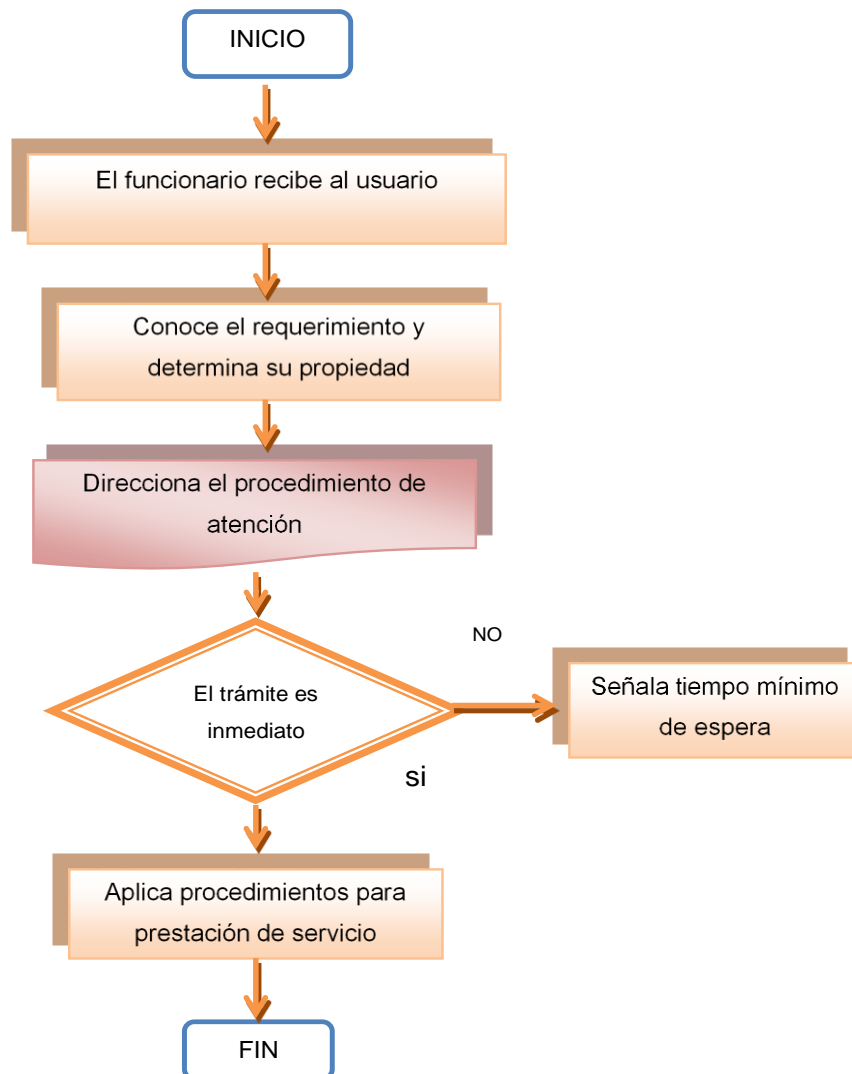 INICIO
El funcionario recibe al usuario
Conoce el requerimiento y
determina su propiedad
Direcciona el procedimiento de
atención
NO
El trámite es
inmediato
Señala tiempo mínimo
de espera
si
Aplica procedimientos para
prestación de servicio
FIN